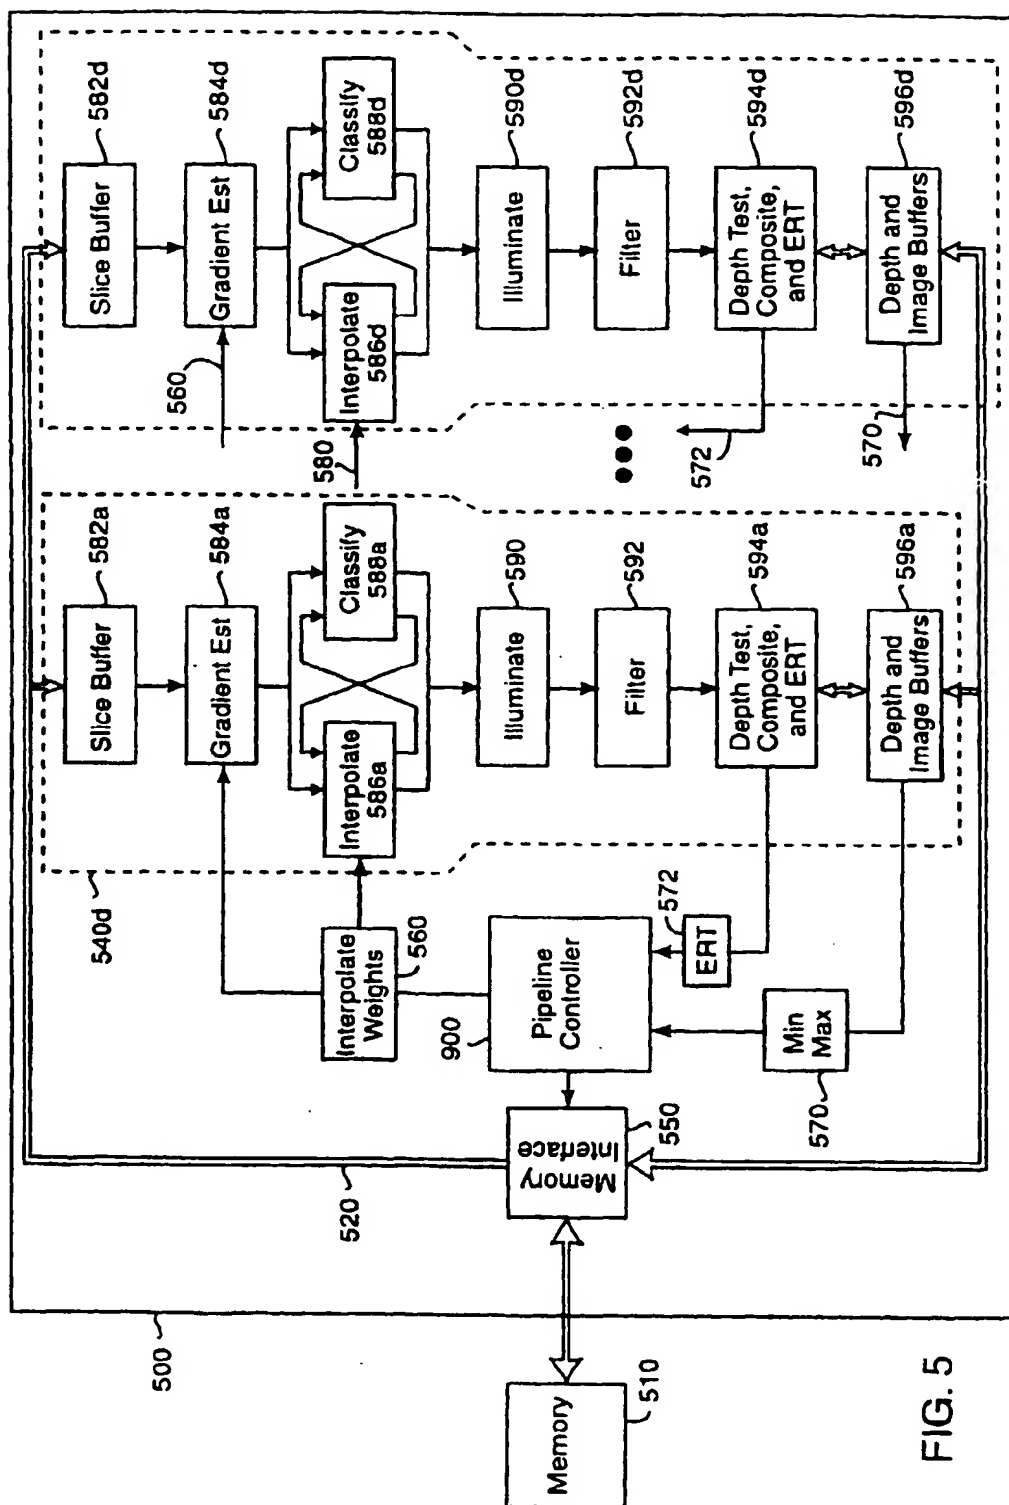 582d
Slice Buffer
584d
Gradient Est
560
Classify
588d
Interpolate
586d
580
590d
Illuminate
592d
Filter
594d
Depth Test,
Composite,
and ERT
572
596d
Depth and
Image Buffers
570
582a
Slice Buffer
584a
Gradient Est
Classify
588a
Interpolate
586a
590
Illuminate
592
Filter
594a
Depth Test,
Composite,
and ERT
596a
Depth and
Image Buffers
540d
Interpolate
Weights
560
572
ERT
Pipeline
Controller
900
Min
Max
570
550
Memory
Interface
520
500
510
Memory
FIG. 5